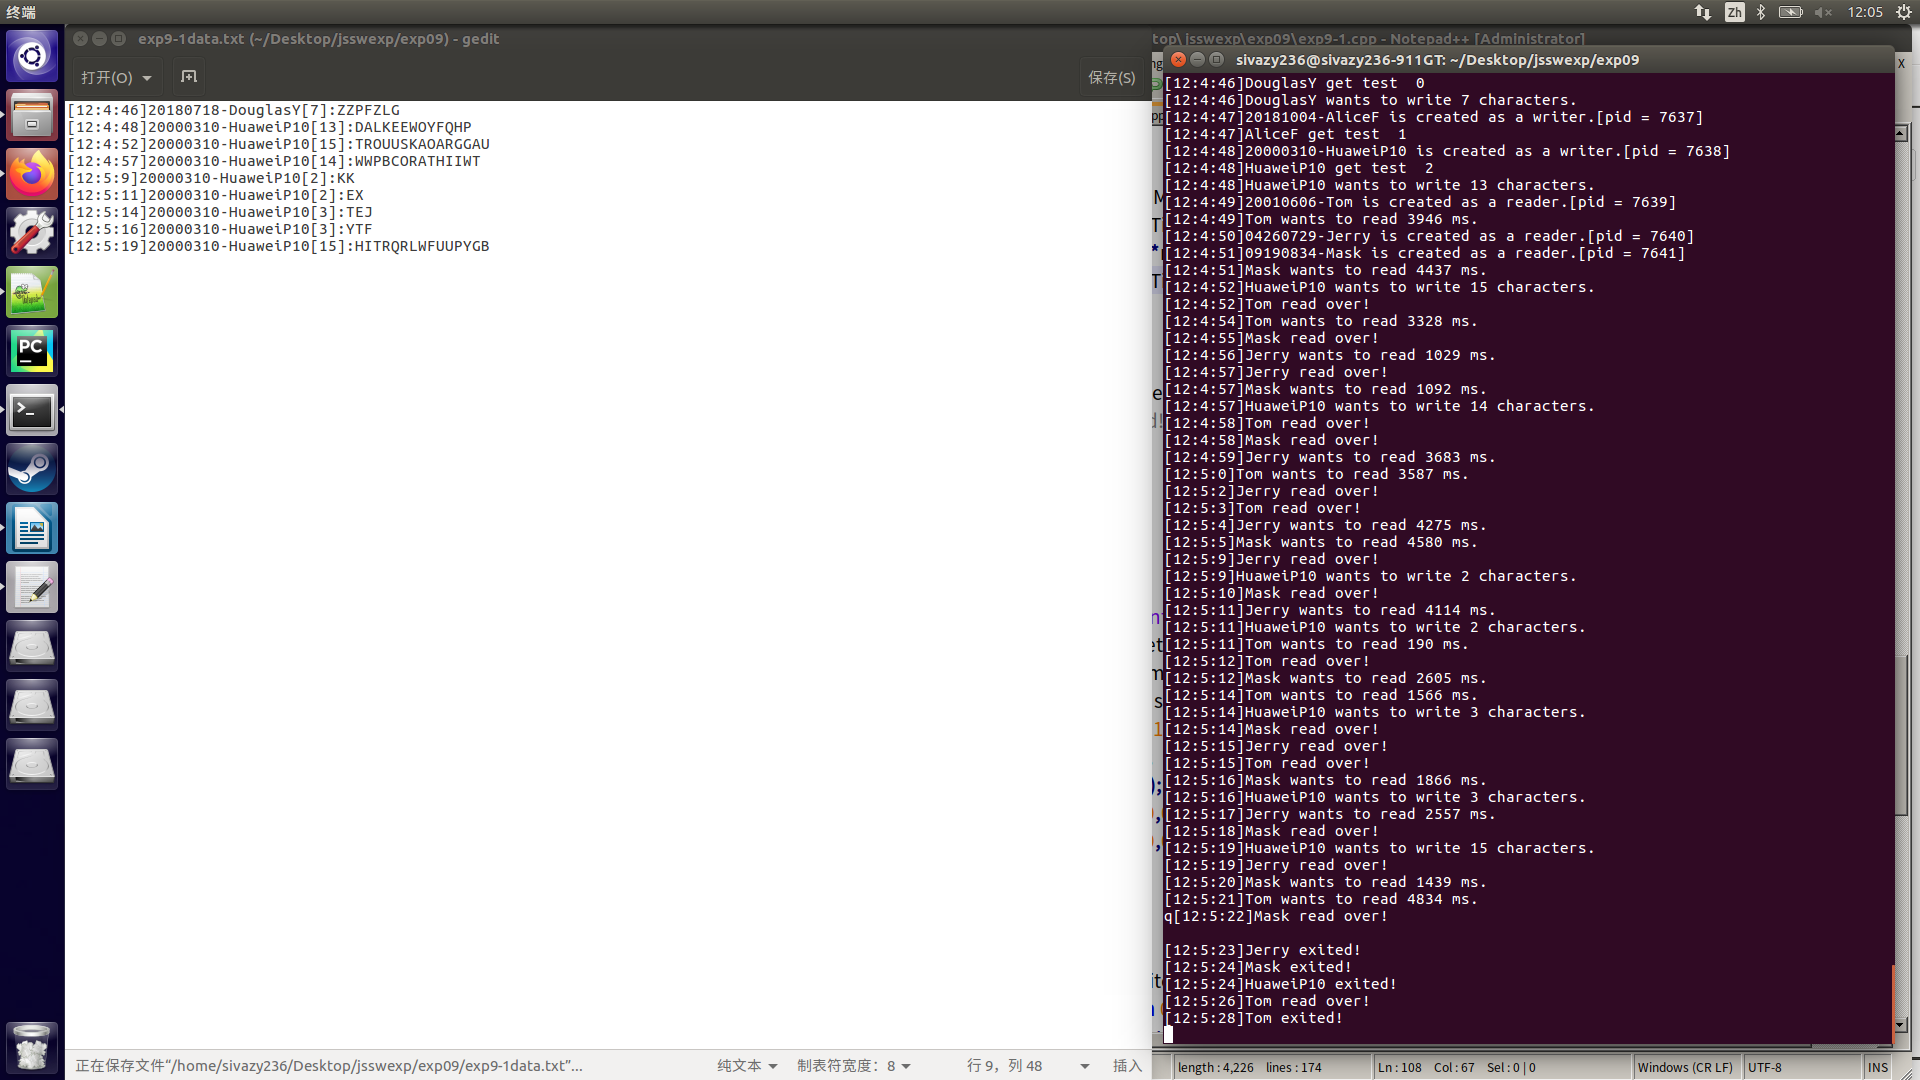 终端
Zh
12:05
exp9-1data.txt (~/Desktop/jsswexp/exp09) - gedit
打开(O)
保存(S)
[12:4:46]20180718-DouglasY[7]:ZZPFZLG
[12:4:48]20000310-HuaweiP10[13]:DALKEEWOYFQHP
[12:4:52]20000310-HuaweiP10[15]:TROUUSKAOARGGAU
[12:4:57]20000310-HuaweiP10[14]:WWPBCORATHIIWT
[12:5:9]20000310-HuaweiP10[2]:KK
[12:5:11]20000310-HuaweiP10[2]:EX
[12:5:14]20000310-HuaweiP10[3]:TEJ
[12:5:16]20000310-HuaweiP10[3]:YTF
[12:5:19]20000310-HuaweiP10[15]:HITRQRLWFUUPYGB
PC
正在保存文件“/home/sivazy236/Desktop/jsswexp/exp09/exp9-1data.txt”...
纯文本
制表符宽度：8
行 9，列 48
插入
top\jsswexp\exp09\exp9-1.cpp - Notepad++ [Administrator]
sivazy236@sivazy236-911GT: ~/Desktop/jsswexp/exp09
[12:4:46]DouglasY get test  0
[12:4:46]DouglasY wants to write 7 characters.
[12:4:47]20181004-AliceF is created as a writer.[pid = 7637]
[12:4:47]AliceF get test  1
[12:4:48]20000310-HuaweiP10 is created as a writer.[pid = 7638]
[12:4:48]HuaweiP10 get test  2
[12:4:48]HuaweiP10 wants to write 13 characters.
[12:4:49]20010606-Tom is created as a reader.[pid = 7639]
[12:4:49]Tom wants to read 3946 ms.
[12:4:50]04260729-Jerry is created as a reader.[pid = 7640]
[12:4:51]09190834-Mask is created as a reader.[pid = 7641]
[12:4:51]Mask wants to read 4437 ms.
[12:4:52]HuaweiP10 wants to write 15 characters.
[12:4:52]Tom read over!
[12:4:54]Tom wants to read 3328 ms.
[12:4:55]Mask read over!
[12:4:56]Jerry wants to read 1029 ms.
[12:4:57]Jerry read over!
[12:4:57]Mask wants to read 1092 ms.
[12:4:57]HuaweiP10 wants to write 14 characters.
[12:4:58]Tom read over!
[12:4:58]Mask read over!
[12:4:59]Jerry wants to read 3683 ms.
[12:5:0]Tom wants to read 3587 ms.
[12:5:2]Jerry read over!
[12:5:3]Tom read over!
[12:5:4]Jerry wants to read 4275 ms.
[12:5:5]Mask wants to read 4580 ms.
[12:5:9]Jerry read over!
[12:5:9]HuaweiP10 wants to write 2 characters.
[12:5:10]Mask read over!
[12:5:11]Jerry wants to read 4114 ms.
[12:5:11]HuaweiP10 wants to write 2 characters.
[12:5:11]Tom wants to read 190 ms.
[12:5:12]Tom read over!
[12:5:12]Mask wants to read 2605 ms.
[12:5:14]Tom wants to read 1566 ms.
[12:5:14]HuaweiP10 wants to write 3 characters.
[12:5:14]Mask read over!
[12:5:15]Jerry read over!
[12:5:15]Tom read over!
[12:5:16]Mask wants to read 1866 ms.
[12:5:16]HuaweiP10 wants to write 3 characters.
[12:5:17]Jerry wants to read 2557 ms.
[12:5:18]Mask read over!
[12:5:19]HuaweiP10 wants to write 15 characters.
[12:5:19]Jerry read over!
[12:5:20]Mask wants to read 1439 ms.
[12:5:21]Tom wants to read 4834 ms.
q[12:5:22]Mask read over!
[12:5:23]Jerry exited!
[12:5:24]Mask exited!
[12:5:24]HuaweiP10 exited!
[12:5:26]Tom read over!
[12:5:28]Tom exited!
length : 4,226 lines : 174
Ln : 108 Col : 67 Sel : 0 | 0
Windows (CR LF)
UTF-8
INS